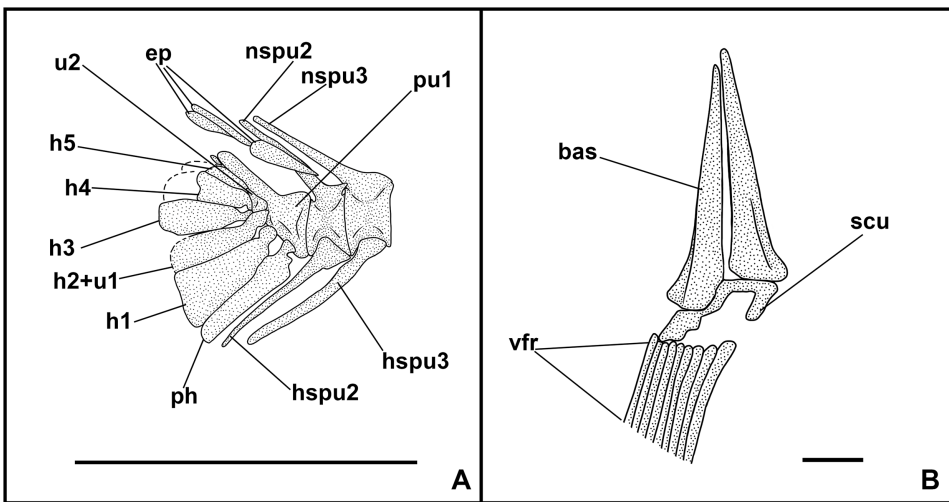 ep
nspu2
u2
nspu3
pu1
h5
h4
h3
h2+u1
h1
ph
hspu2
hspu3
A
bas
scu
vfr
B